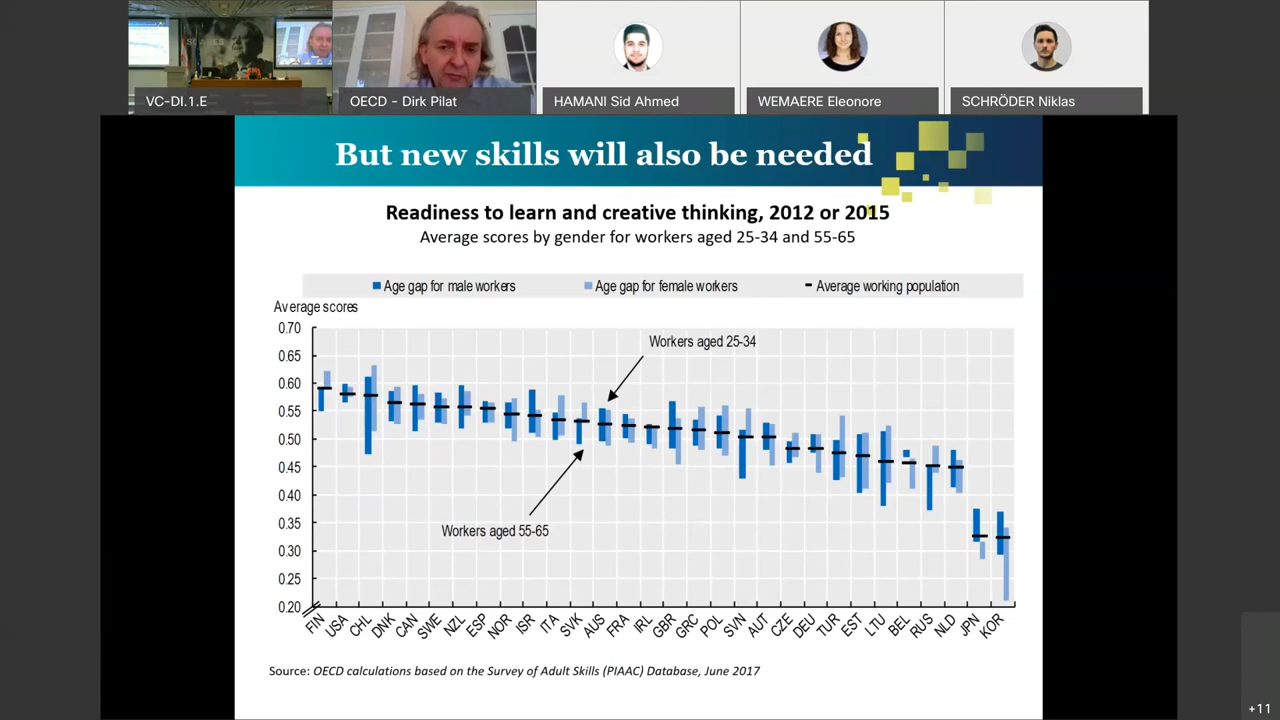 VC-DI.1.E
OECD - Dirk Pilat
HAMANI Sid Ahmed
WEMAERE Eleonore
SCHRÖDER Niklas
But new skills will also be needed
Readiness to learn and creative thinking, 2012 or 2015
Average scores by gender for workers aged 25-34 and 55-65
Age gap for male workers
Age gap for female workers
Average working population
Average scores
0.70
0.65
0.60
0.55
0.50
0.45
0.40
0.35
0.30
0.25
0.20
Workers aged 25-34
Workers aged 55-65
FIN
USA
CHL
DNK
CAN
SWE
NZL
ESP
NOR
ISR
ITA
SVK
AUS
FRA
IRL
GBR
GRC
POL
SVN
AUT
CZE
DEU
TUR
EST
LTU
BEL
RUS
NLD
JPN
KOR
Source: OECD calculations based on the Survey of Adult Skills (PIAAC) Database, June 2017
+11